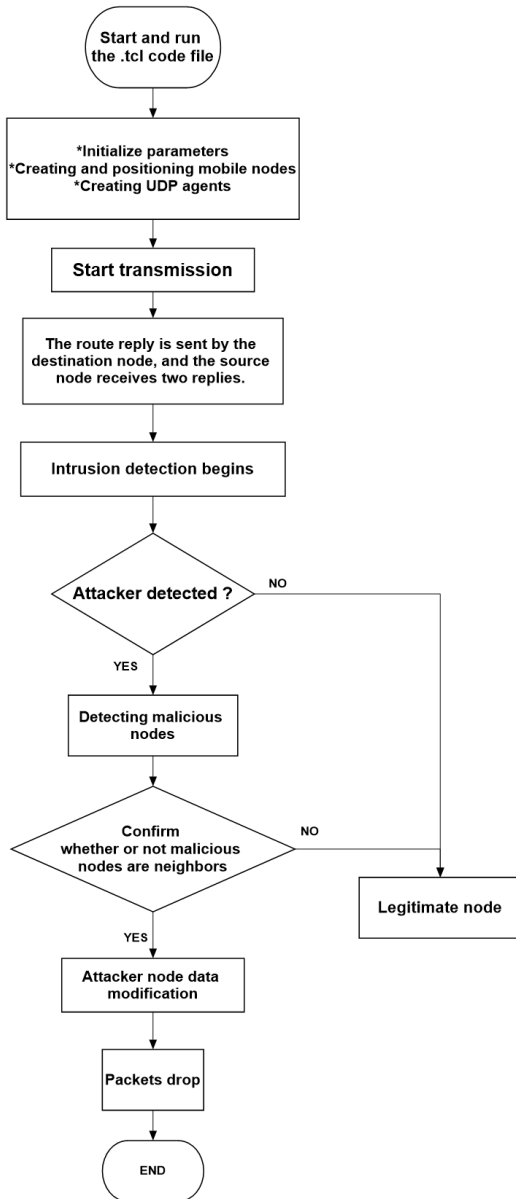 Start and run
the .tcl code file
*Initialize parameters
*Creating and positioning mobile nodes
*Creating UDP agents
Start transmission
The route reply is sent by the
destination node, and the source
node receives two replies.
Intrusion detection begins
Attacker detected ?
NO
YES
Detecting malicious
nodes
Confirm
whether or not malicious
nodes are neighbors
NO
YES
Legitimate node
Attacker node data
modification
Packets drop
END